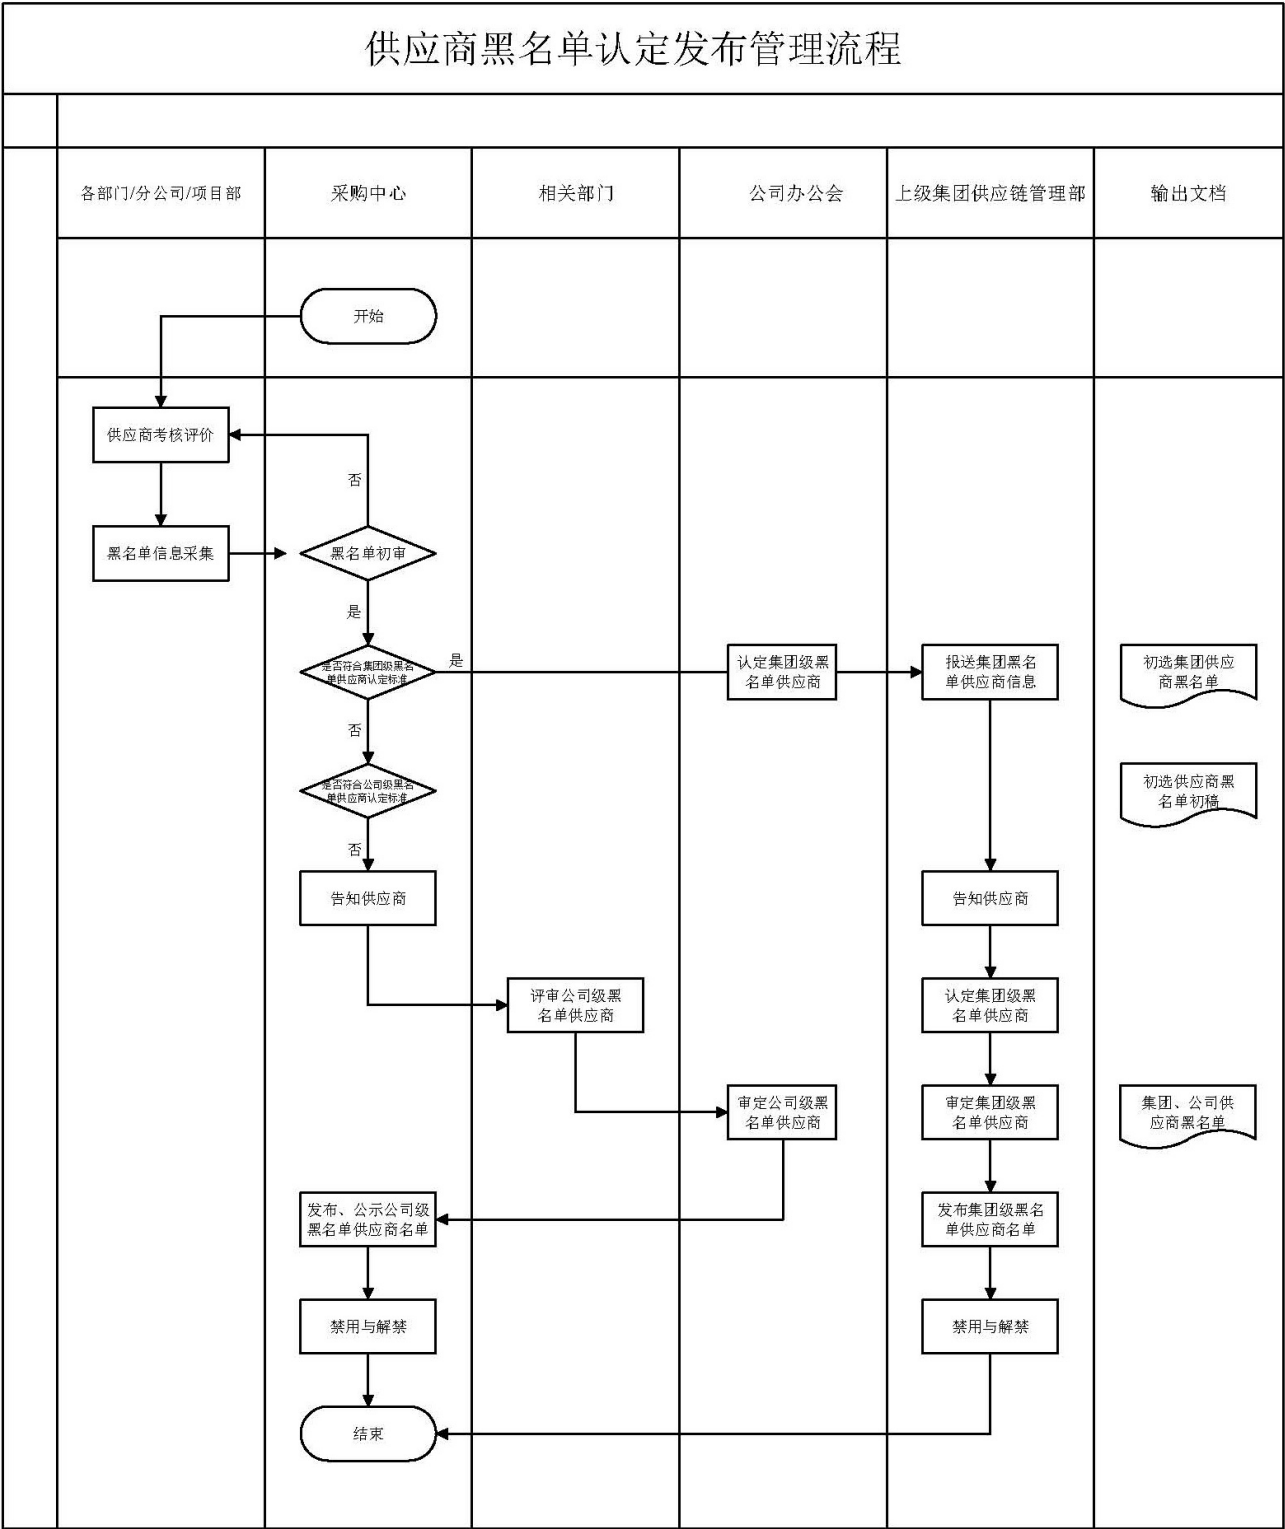 供应商黑名单认定发布管理流程
各部门/分公司/项目部
采购中心
相关部门
公司办公会
上级集团供应链管理部
输出文档
开始
供应商考核评价
否
黑名单信息采集
黑名单初审
是
是否符合集团级黑名
单供应商认定标准
是
认定集团级黑
名单供应商
报送集团黑名
单供应商信息
初选集团供应
商黑名单
否
是否符合公司级黑名
单供应商认定标准
初选供应商黑
名单初稿
否
告知供应商
告知供应商
评审公司级黑
名单供应商
认定集团级黑
名单供应商
审定公司级黑
名单供应商
审定集团级黑
名单供应商
集团、公司供
应商黑名单
发布、公示公司级
黑名单供应商名单
发布集团级黑名
单供应商名单
禁用与解禁
禁用与解禁
结束